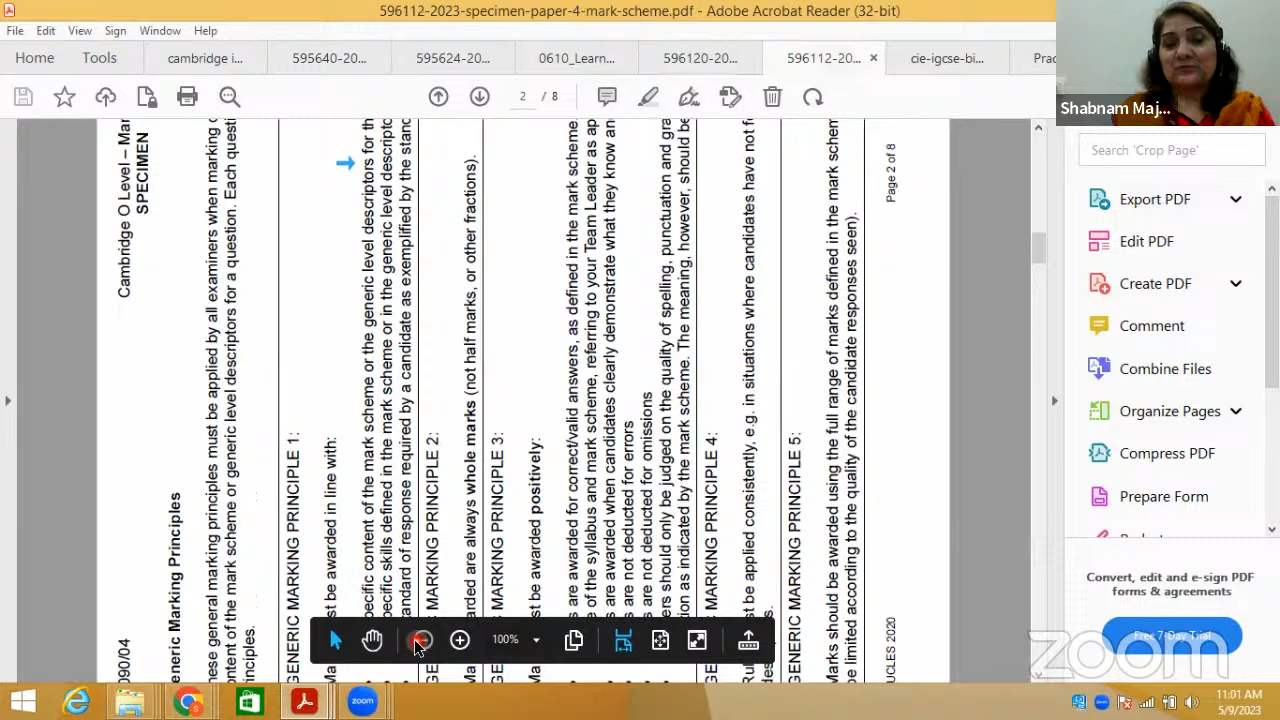 596112-2023-specimen-paper-4-mark-scheme.pdf - Adobe Acrobat Reader (32-bit)
File Edit View Sign Window Help
Home Tools cambridge i... 595640-20... 595624-20... 0610_Learn... 596120-20... 596112-20... cie-igcse-bi... Prac
2 / 8
Shabnam Maj...
Search 'Crop Page'
Export PDF
Edit PDF
Create PDF
Comment
Combine Files
Organize Pages
Compress PDF
Prepare Form
Convert, edit and e-sign PDF
forms & agreements
Free 7-Day Trial
090/04
Cambridge O Level – Mar
SPECIMEN
eneric Marking Principles
hese general marking principles must be applied by all examiners when marking c
ontent of the mark scheme or generic level descriptors for a question. Each questi
rinciples.
GENERIC MARKING PRINCIPLE 1:
st be awarded in line with:
pecific content of the mark scheme or the generic level descriptors for th
pecific skills defined in the mark scheme or in the generic level descripto
tandard of response required by a candidate as exemplified by the stand
MARKING PRINCIPLE 2:
arded are always whole marks (not half marks, or other fractions).
GENERIC MARKING PRINCIPLE 3:
st be awarded positively:
s are awarded for correct/valid answers, as defined in the mark scheme.
e of the syllabus and mark scheme, referring to your Team Leader as ap
s are awarded when candidates clearly demonstrate what they know an
s are not deducted for errors
s are not deducted for omissions
ers should only be judged on the quality of spelling, punctuation and gra
tion as indicated by the mark scheme. The meaning, however, should be
GENERIC MARKING PRINCIPLE 4:
st be applied consistently, e.g. in situations where candidates have not f
des.
GENERIC MARKING PRINCIPLE 5:
Marks should be awarded using the full range of marks defined in the mark schem
be limited according to the quality of the candidate responses seen).
UCLES 2020
Page 2 of 8
100%
zoom
zoom
11:01 AM
5/9/2023